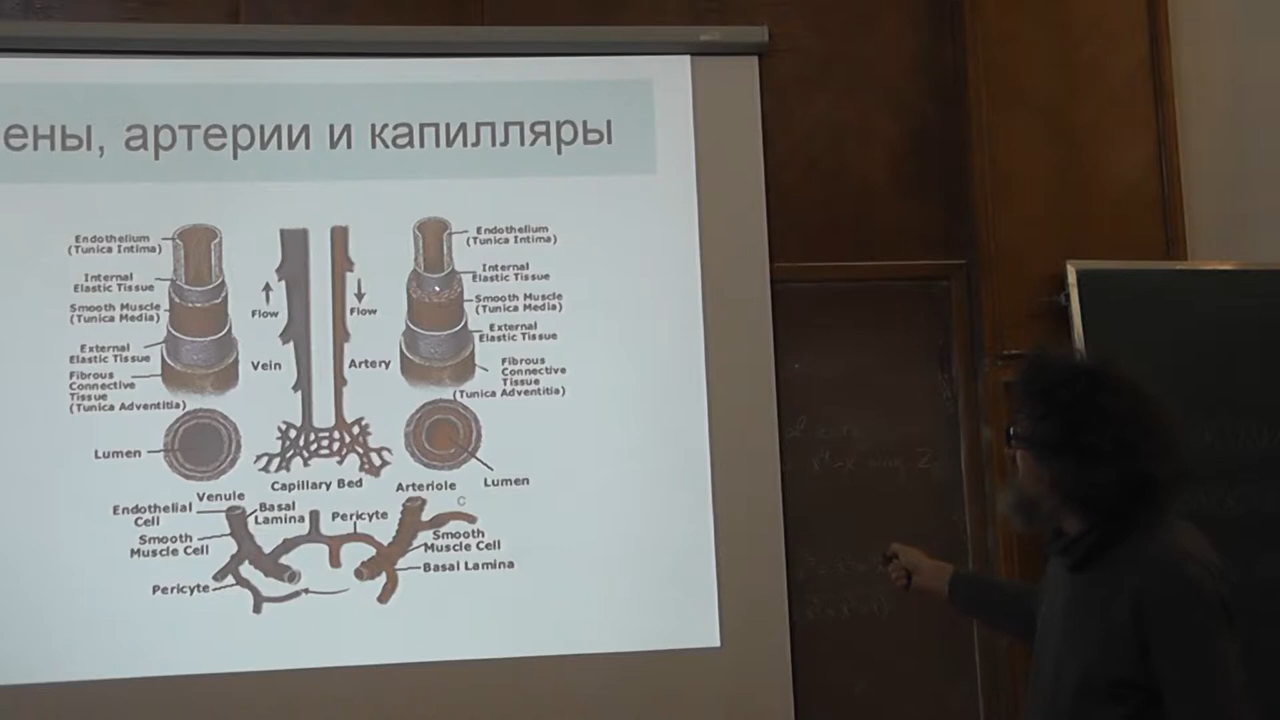 ены, артерии и капилляры
Endothelium
(Tunica Intima)
Internal
Elastic Tissue
Smooth Muscle
(Tunica Media)
External
Elastic Tissue
Fibrous
Connective
Tissue
(Tunica Adventitia)
Lumen
Flow
Flow
Vein
Artery
Capillary Bed
Endothelium
(Tunica Intima)
Internal
Elastic Tissue
Smooth Muscle
(Tunica Media)
External
Elastic Tissue
Fibrous
Connective
Tissue
(Tunica Adventitia)
Lumen
Venule
Arteriole
Endothelial
Cell
Basal
Lamina
Pericyte
Smooth
Muscle Cell
Pericyte
C
Smooth
Muscle Cell
Basal Lamina